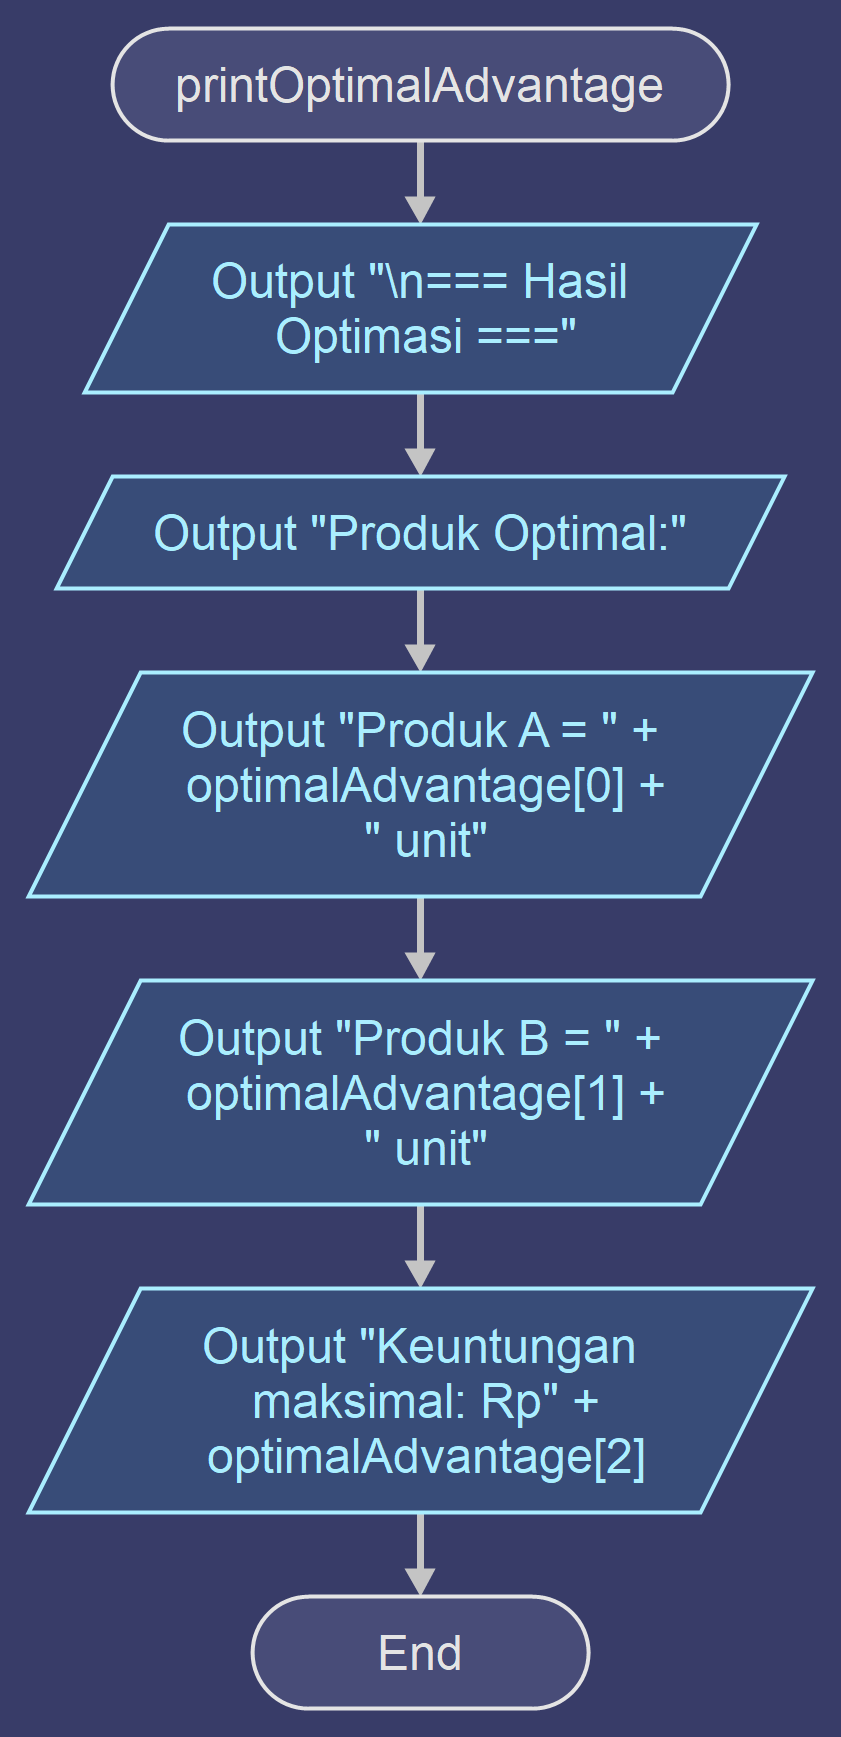 printOptimalAdvantage
Output "\n=== Hasil
Optimasi ==="
Output "Produk Optimal:"
Output "Produk A = " +
optimalAdvantage[0] +
" unit"
Output "Produk B = " +
optimalAdvantage[1] +
" unit"
Output "Keuntungan
maksimal: Rp" +
optimalAdvantage[2]
End